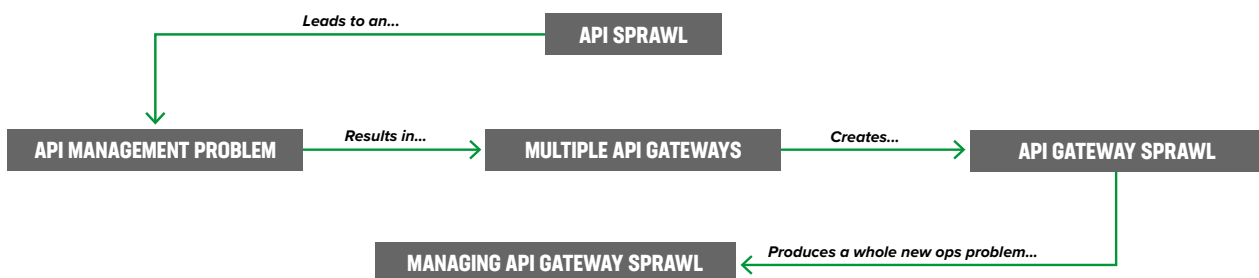 Leads to an...
API SPRAWL
API MANAGEMENT PROBLEM
Results in...
MULTIPLE API GATEWAYS
Creates...
API GATEWAY SPRAWL
Produces a whole new ops problem...
MANAGING API GATEWAY SPRAWL